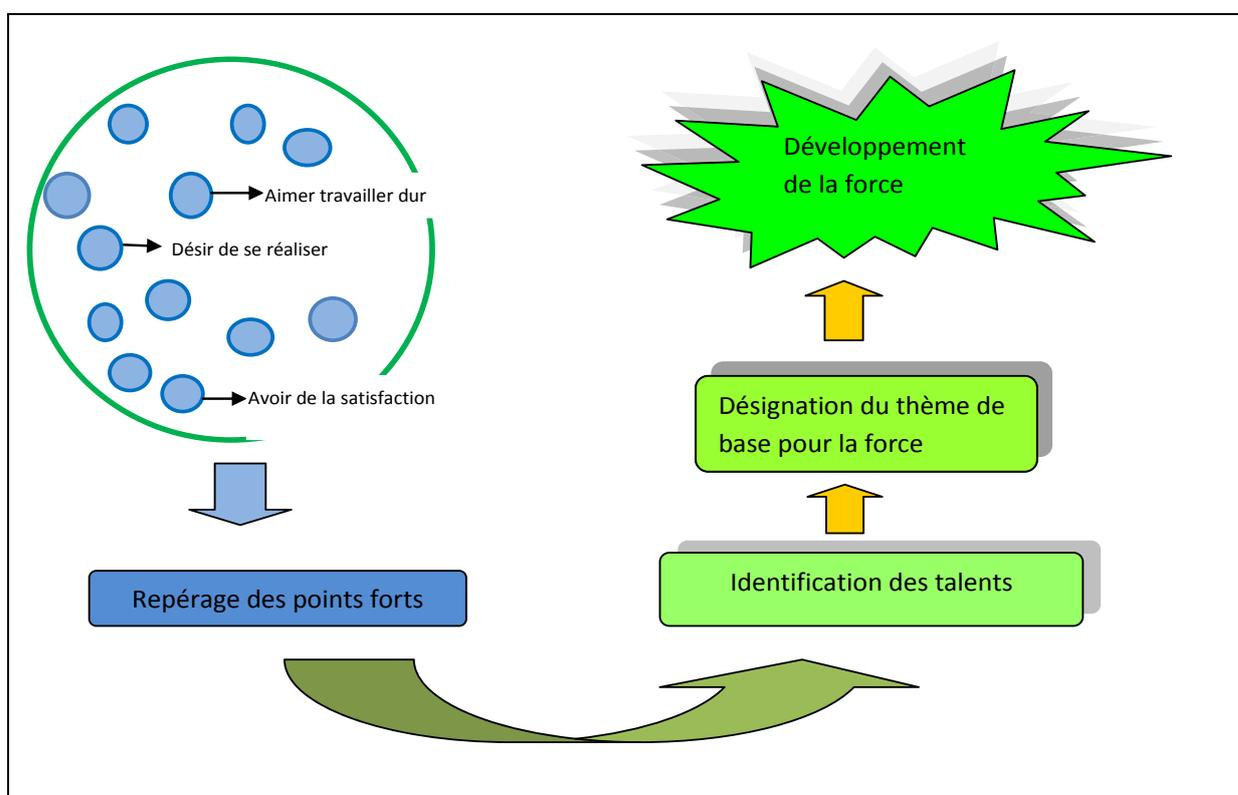 Aimer travailler dur
Désir de se réaliser
Avoir de la satisfaction
Repérage des points forts
Identification des talents
Désignation du thème de
base pour la force
Développement
de la force